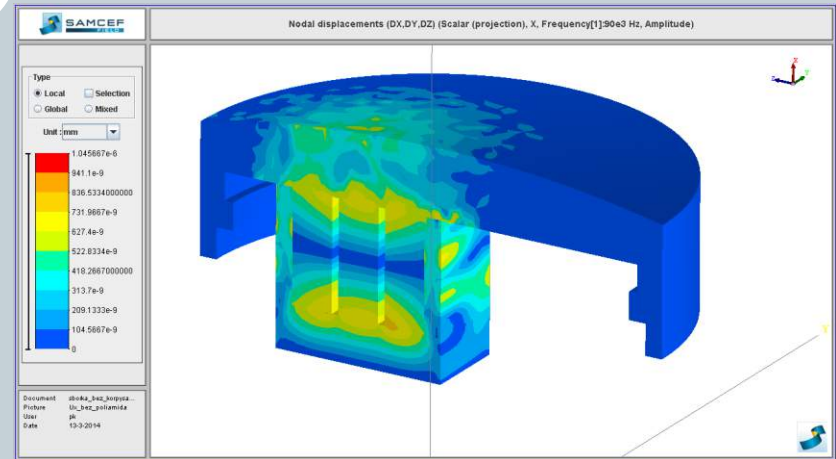 SAMCEF
FIELD
Nodal displacements (DX,DY,DZ) (Scalar (projection), X, Frequency[1]:90e3 Hz, Amplitude)
Type
Local Selection
Global Mixed
Unit : mm
1.045667e-6
941.1e-9
836.5334000000
731.9667e-9
627.4e-9
522.8334e-9
418.2667000000
313.7e-9
209.1333e-9
104.5667e-9
0
X
Z Y
Y
Document sborka_bez_korpysa...
Picture Ux_bez_poliamida
User pk
Date 13-3-2014